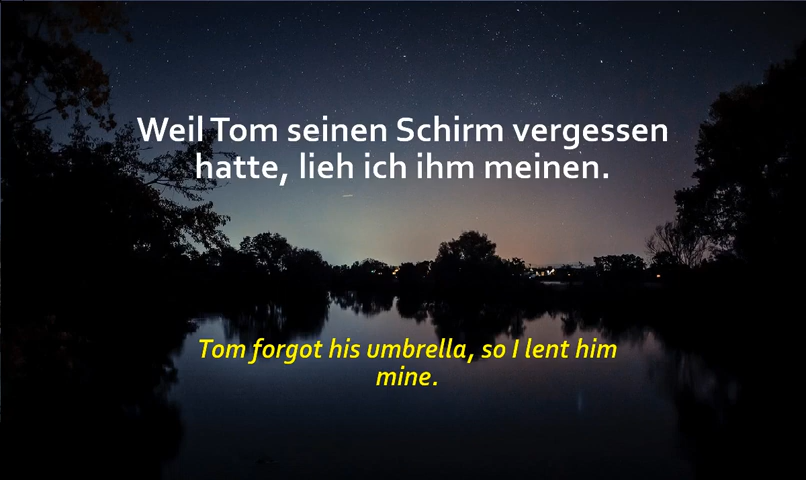 Weil Tom seinen Schirm vergessen
hatte, lieh ich ihm meinen.
Tom forgot his umbrella, so I lent him
mine.